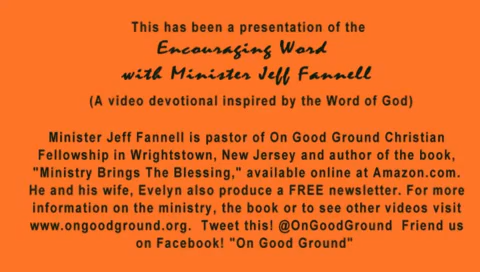 This has been a presentation of the
Encouraging Word
with Minister Jeff Fannell
(A video devotional inspired by the Word of God)
Minister Jeff Fannell is pastor of On Good Ground Christian
Fellowship in Wrightstown, New Jersey and author of the book,
"Ministry Brings The Blessing," available online at Amazon.com.
He and his wife, Evelyn also produce a FREE newsletter. For more
information on the ministry, the book or to see other videos visit
www.ongoodground.org. Tweet this! @OnGoodGround Friend us
on Facebook! "On Good Ground"